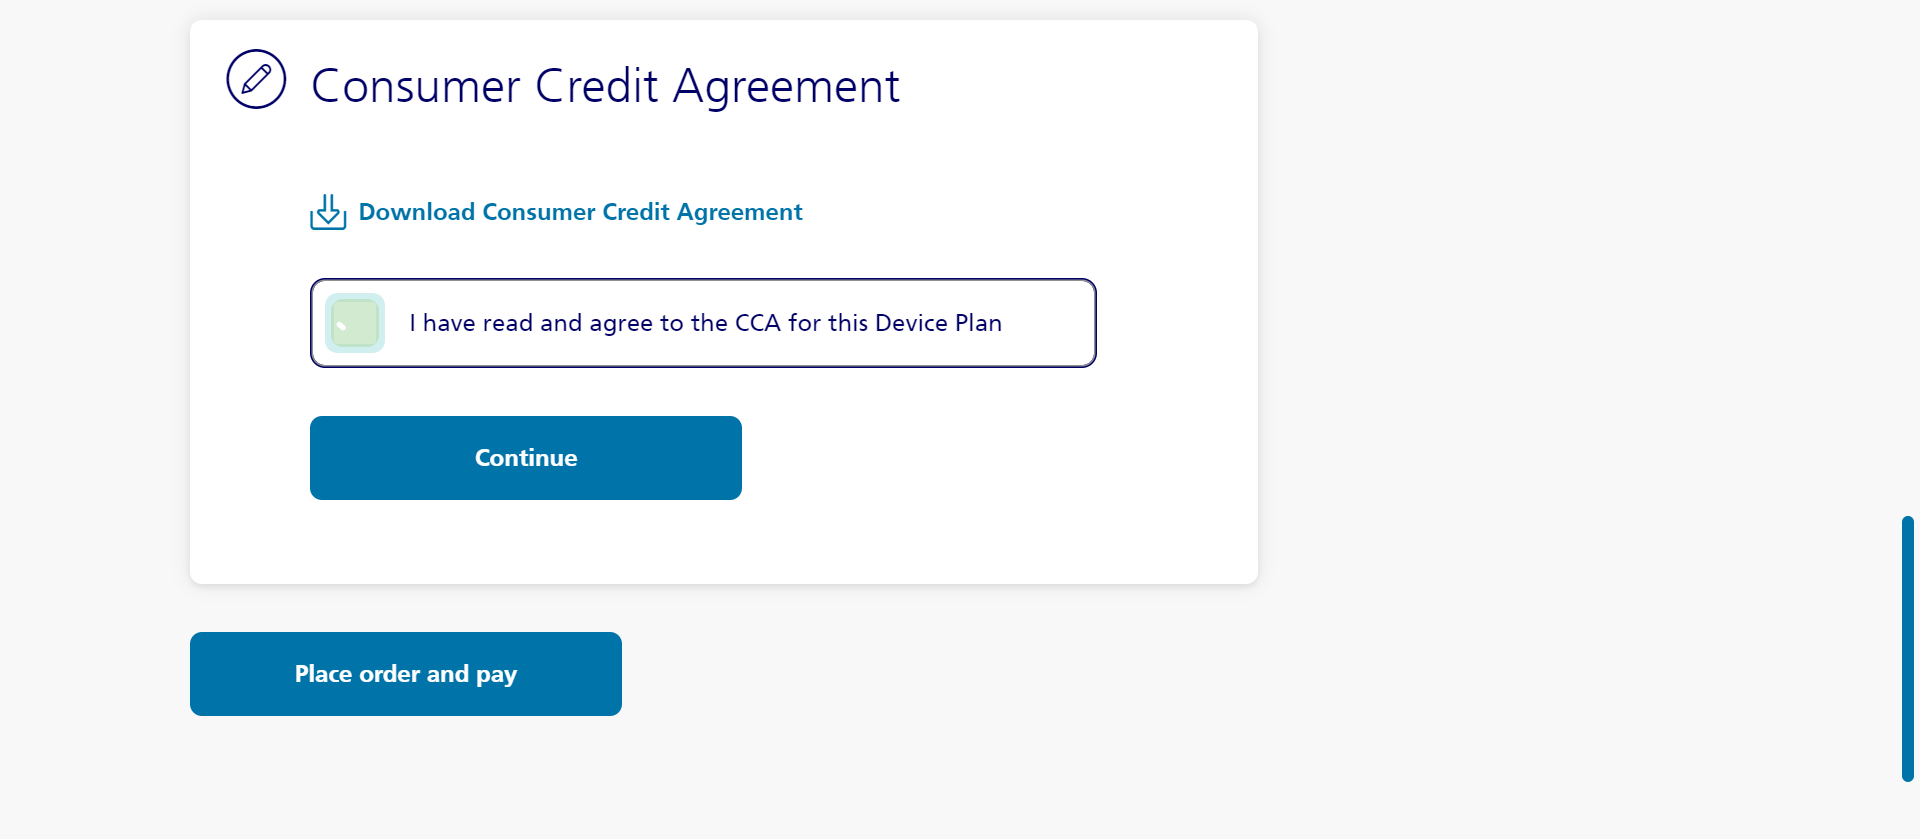 Consumer Credit Agreement
Download Consumer Credit Agreement
I have read and agree to the CCA for this Device Plan
Continue
Place order and pay